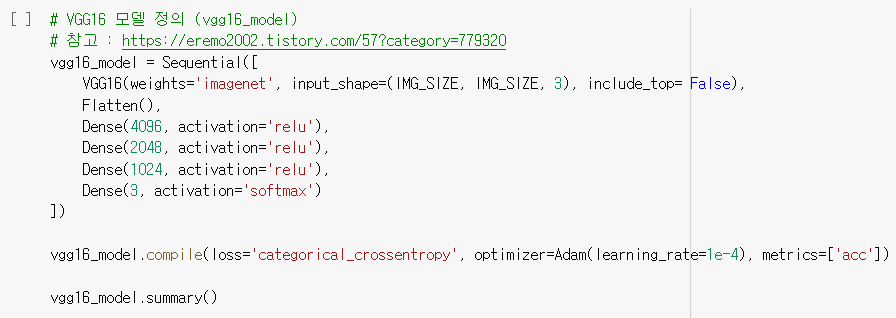 [ ] # VGG16 모델 정의 (vgg16_model)
# 참고 : https://eremo2002.tistory.com/57?category=779320
vgg16_model = Sequential([
    VGG16(weights='imagenet', input_shape=(IMG_SIZE, IMG_SIZE, 3), include_top= False),
    Flatten(),
    Dense(4096, activation='relu'),
    Dense(2048, activation='relu'),
    Dense(1024, activation='relu'),
    Dense(3, activation='softmax')
])
vgg16_model.compile(loss='categorical_crossentropy', optimizer=Adam(learning_rate=1e-4), metrics=['acc'])
vgg16_model.summary()